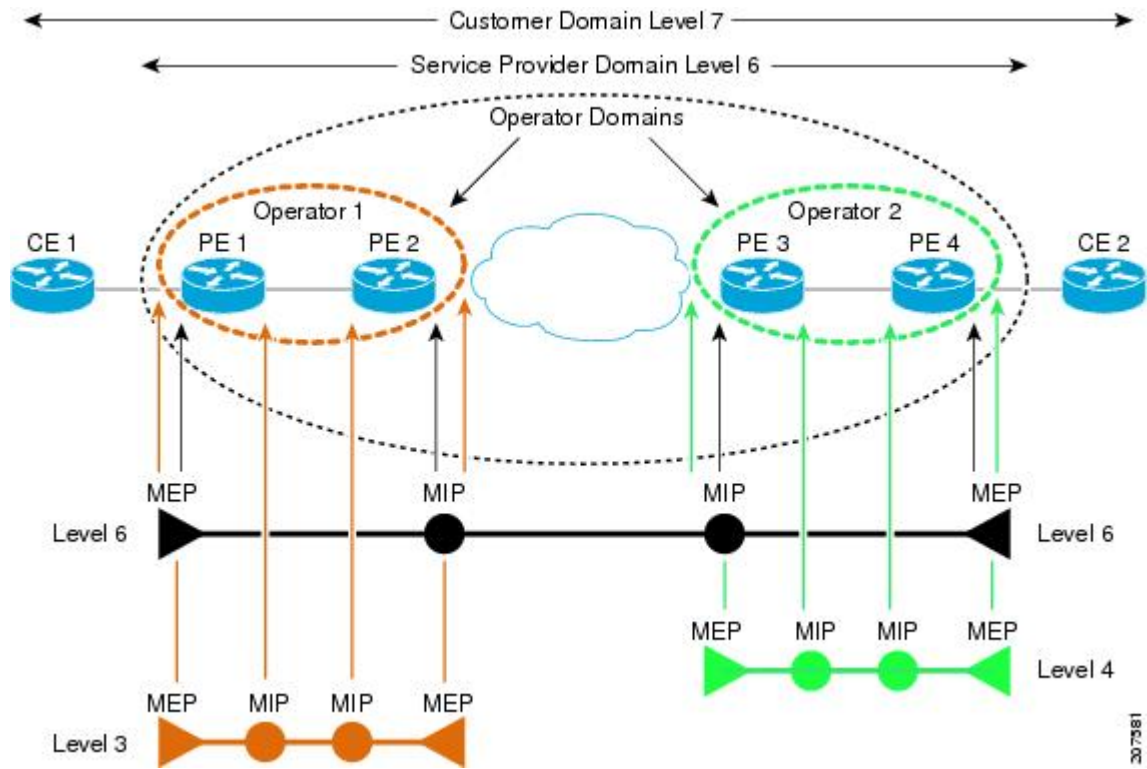 Customer Domain Level 7
Service Provider Domain Level 6
Operator Domains
Operator 1
Operator 2
CE 1
PE 1
PE 2
PE 3
PE 4
CE 2
MEP
MIP
MIP
MEP
Level 6
Level 6
MEP
MIP
MIP
MEP
Level 4
MEP
MIP
MIP
MEP
Level 3
207581